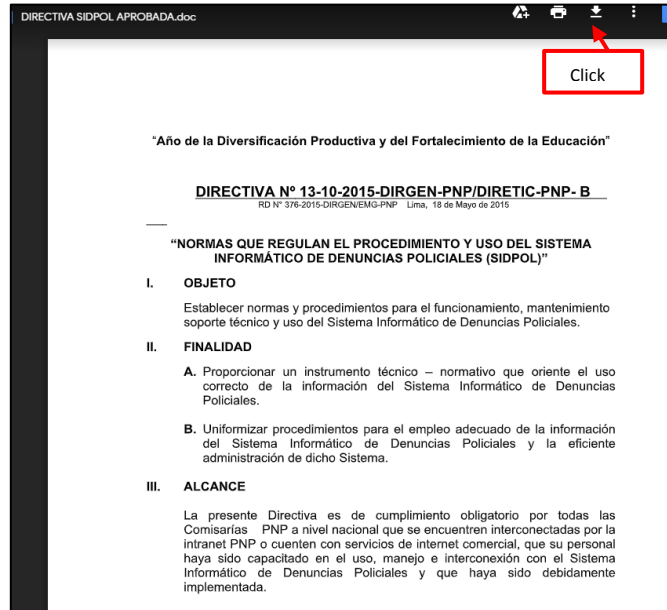 DIRECTIVA SIDPOL APROBADA.doc
Click
“Año de la Diversificación Productiva y del Fortalecimiento de la Educación”
DIRECTIVA Nº 13-10-2015-DIRGEN-PNP/DIRETIC-PNP- B
RD N° 376-2015-DIRGEN/EMG-PNP Lima, 18 de Mayo de 2015
“NORMAS QUE REGULAN EL PROCEDIMIENTO Y USO DEL SISTEMA
INFORMÁTICO DE DENUNCIAS POLICIALES (SIDPOL)”
I. OBJETO
Establecer normas y procedimientos para el funcionamiento, mantenimiento
soporte técnico y uso del Sistema Informático de Denuncias Policiales.
II. FINALIDAD
A. Proporcionar un instrumento técnico – normativo que oriente el uso
correcto de la información del Sistema Informático de Denuncias
Policiales.
B. Uniformizar procedimientos para el empleo adecuado de la información
del Sistema Informático de Denuncias Policiales y la eficiente
administración de dicho Sistema.
III. ALCANCE
La presente Directiva es de cumplimiento obligatorio por todas las
Comisarías PNP a nivel nacional que se encuentren interconectadas por la
intranet PNP o cuenten con servicios de internet comercial, que su personal
haya sido capacitado en el uso, manejo e interconexión con el Sistema
Informático de Denuncias Policiales y que haya sido debidamente
implementada.